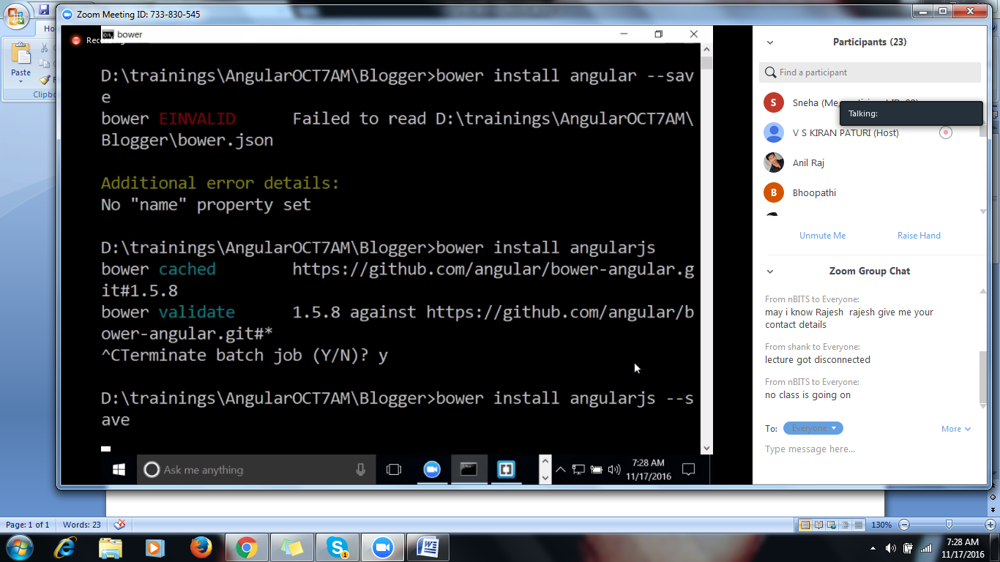 Zoom Meeting ID: 733-830-545
Ho
Paste
Clipbo
bower
D:\trainings\AngularOCT7AM\Blogger>bower install angular --sav
e
bower EINVALID Failed to read D:\trainings\AngularOCT7AM\
Blogger\bower.json
Additional error details:
No "name" property set
D:\trainings\AngularOCT7AM\Blogger>bower install angularjs
bower cached https://github.com/angular/bower-angular.g
it#1.5.8
bower validate 1.5.8 against https://github.com/angular/b
ower-angular.git#*
^CTerminate batch job (Y/N)? y
D:\trainings\AngularOCT7AM\Blogger>bower install angularjs --s
ave
Ask me anything
7:28 AM
11/17/2016
Participants (23)
Find a participant
S
Sneha (Me,
Talking:
V S KIRAN PATURI (Host)
Anil Raj
B
Bhoopathi
Unmute Me
Raise Hand
Zoom Group Chat
From nBITS to Everyone:
may i know Rajesh rajesh give me your
contact details
From shank to Everyone:
lecture got disconnected
From nBITS to Everyone:
no class is going on
To: Everyone
More
Type message here...
Page: 1 of 1
Words: 23
130%
7:28 AM
11/17/2016